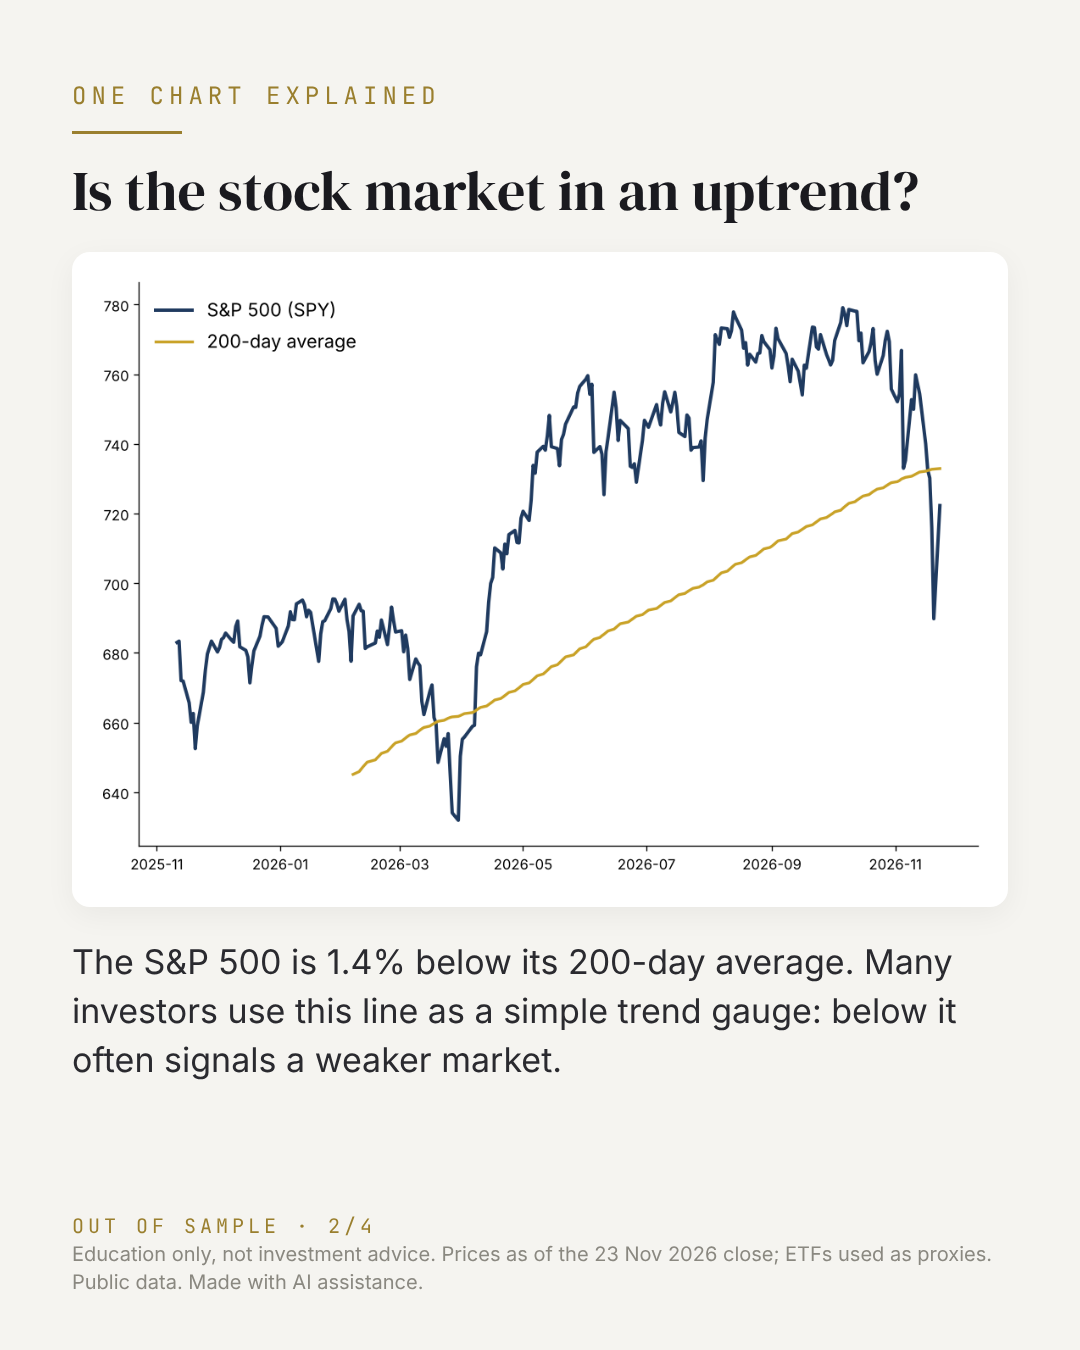 ONE CHART EXPLAINED
Is the stock market in an uptrend?
S&P 500 (SPY)
200-day average
780
760
740
720
700
680
660
640
2025-11 2026-01 2026-03 2026-05 2026-07 2026-09 2026-11
The S&P 500 is 1.4% below its 200-day average. Many
investors use this line as a simple trend gauge: below it
often signals a weaker market.
OUT OF SAMPLE · 2/4
Education only, not investment advice. Prices as of the 23 Nov 2026 close; ETFs used as proxies.
Public data. Made with AI assistance.